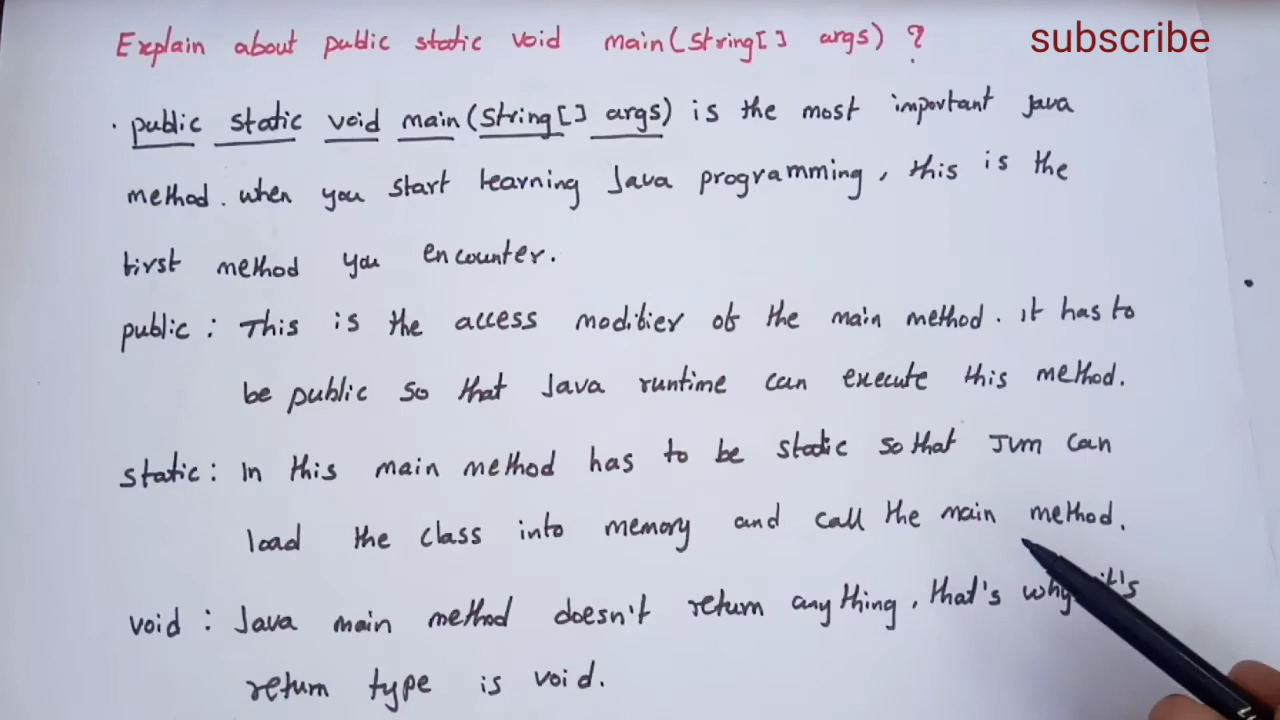 Explain about public static void main(String[] args) ?
subscribe
. public static void main(String[] args) is the most important java
method. when you start learning Java programming, this is the
first method you encounter.
public : This is the access modifier of the main method. it has to
be public so that Java runtime can execute this method.
static : In this main method has to be static so that JVM can
load the class into memory and call the main method.
void : Java main method doesn't return anything, that's why it's
return type is void.